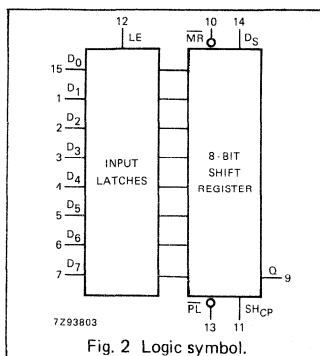 12
LE
10
MR
14
DS
15 D0
1 D1
2 D2
3 D3
4 D4
5 D5
6 D6
7 D7
INPUT
LATCHES
8-BIT
SHIFT
REGISTER
Q 9
PL
13
SHCP
11
7Z93803
Fig. 2 Logic symbol.